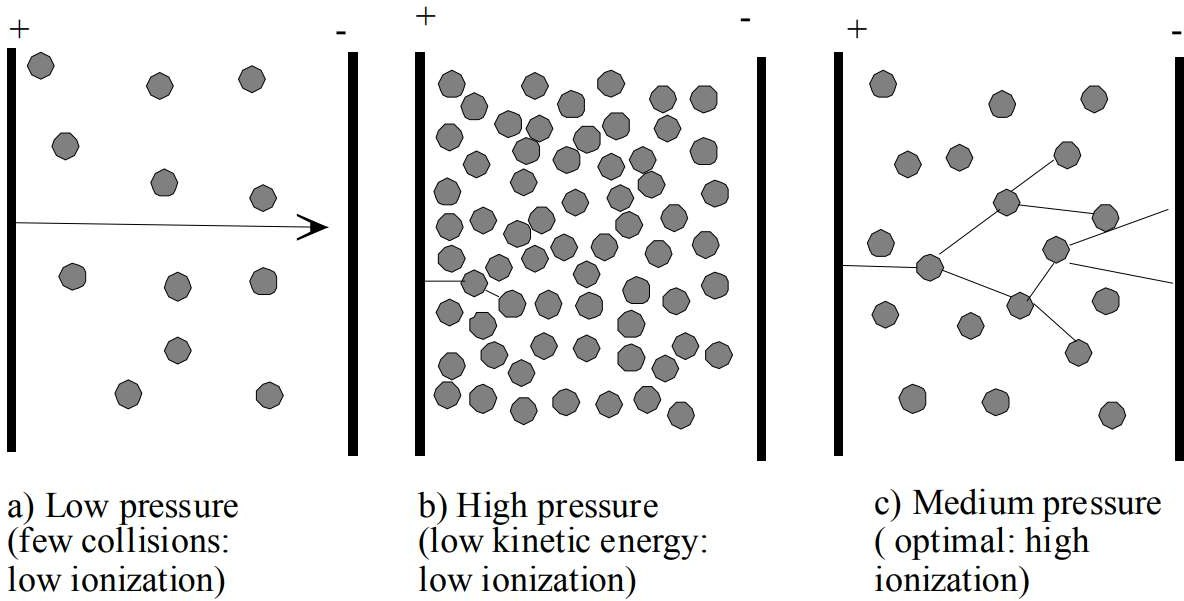 + -
+ -
+ -
a) Low pressure
(few collisions:
low ionization)
b) High pressure
(low kinetic energy:
low ionization)
c) Medium pressure
( optimal: high
ionization)